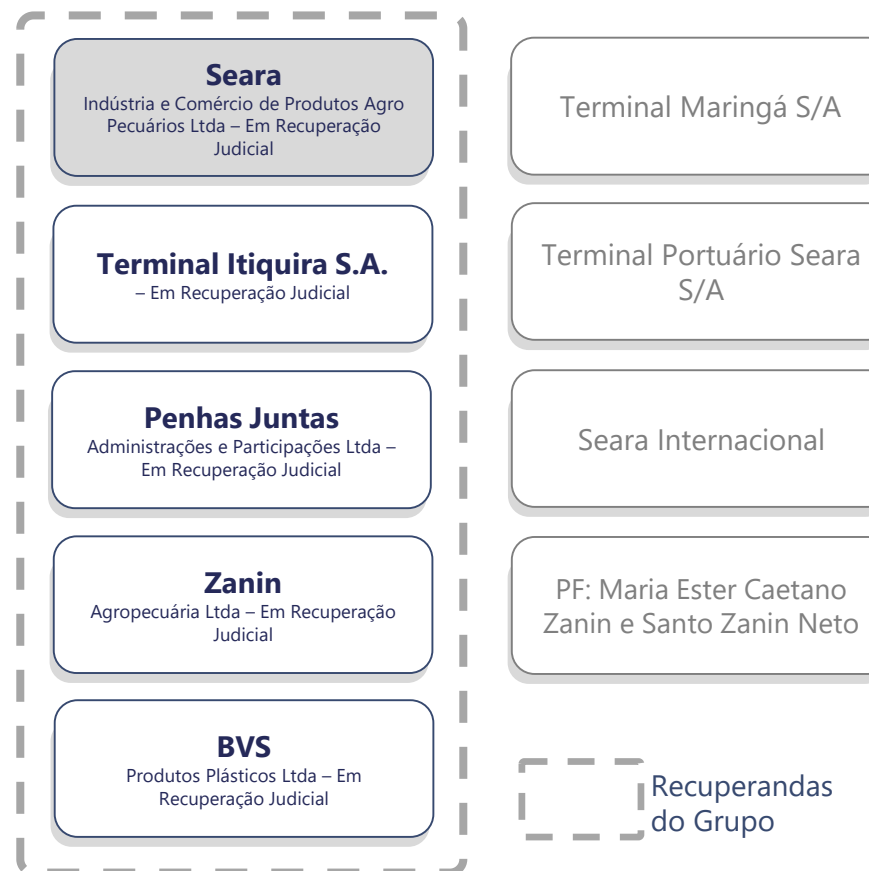 Seara
Indústria e Comércio de Produtos Agro
Pecuários Ltda – Em Recuperação
Judicial
Terminal Itiquira S.A.
– Em Recuperação Judicial
Penhas Juntas
Administrações e Participações Ltda –
Em Recuperação Judicial
Zanin
Agropecuária Ltda – Em Recuperação
Judicial
BVS
Produtos Plásticos Ltda – Em
Recuperação Judicial
Terminal Maringá S/A
Terminal Portuário Seara
S/A
Seara Internacional
PF: Maria Ester Caetano
Zanin e Santo Zanin Neto
Recuperandas
do Grupo